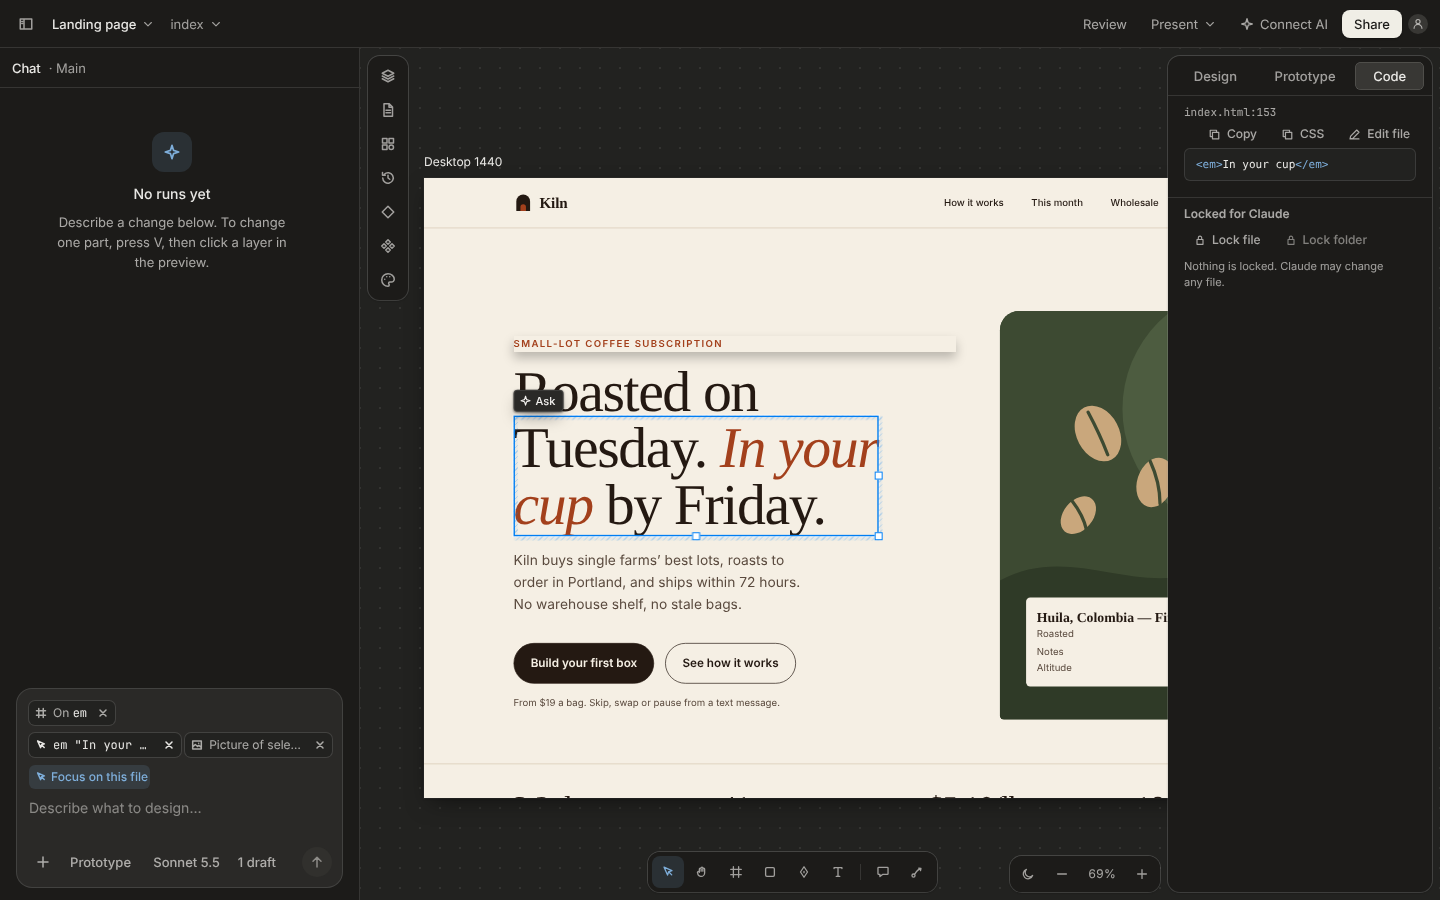 Landing page
index
Review
Present
Connect AI
Share
Chat · Main
No runs yet
Describe a change below. To change
one part, press V, then click a layer in
the preview.
On em
em "In your …
Picture of sele…
Focus on this file
Describe what to design...
Prototype
Sonnet 5.5
1 draft
Desktop 1440
Kiln
How it works
This month
Wholesale
SMALL-LOT COFFEE SUBSCRIPTION
Roasted on
Ask
Tuesday. In your
cup by Friday.
Kiln buys single farms’ best lots, roasts to
order in Portland, and ships within 72 hours.
No warehouse shelf, no stale bags.
Build your first box
See how it works
From $19 a bag. Skip, swap or pause from a text message.
Huila, Colombia —
Roasted
Notes
Altitude
69%
Design
Prototype
Code
index.html:153
Copy
CSS
Edit file
<em>In your cup</em>
Locked for Claude
Lock file
Lock folder
Nothing is locked. Claude may change
any file.